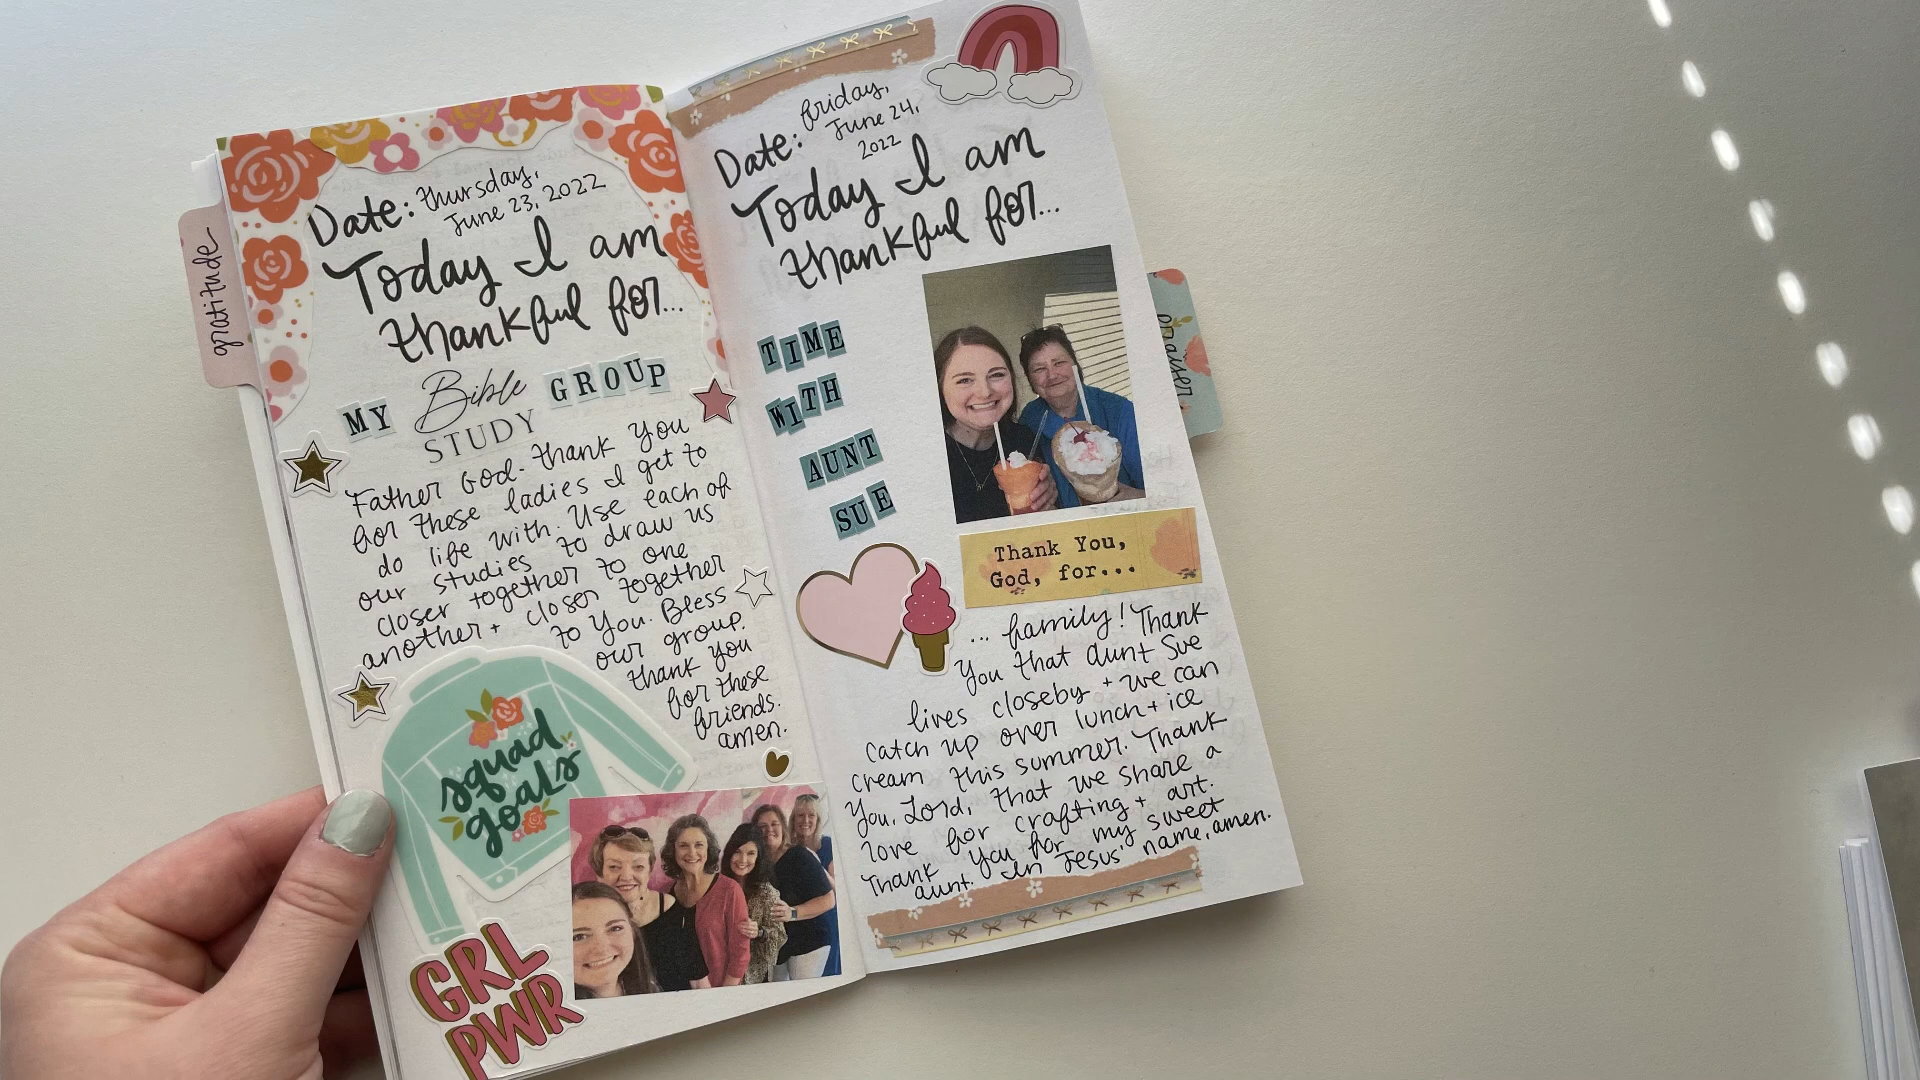 gratitude
Date: Thursday,
June 23, 2022
Today I am
thankful for...
MY Bible GROUP
STUDY
Father God- thank you
for these ladies I get to
do life with. Use each of
our studies to draw us
closer together to one
another + closer together
to You. Bless
our group.
Thank you
for these
friends.
amen.
squad
goals
GRL
PWR
Date: Friday,
June 24,
2022
Today I am
thankful for...
TIME
WITH
AUNT
SUE
Thank You,
God, for...
... family! Thank
You that Aunt Sue
lives closeby + we can
catch up over lunch + ice
cream this summer. Thank
You, Lord, that we share a
love for crafting + art.
Thank you for my sweet
aunt. In Jesus' name, amen.